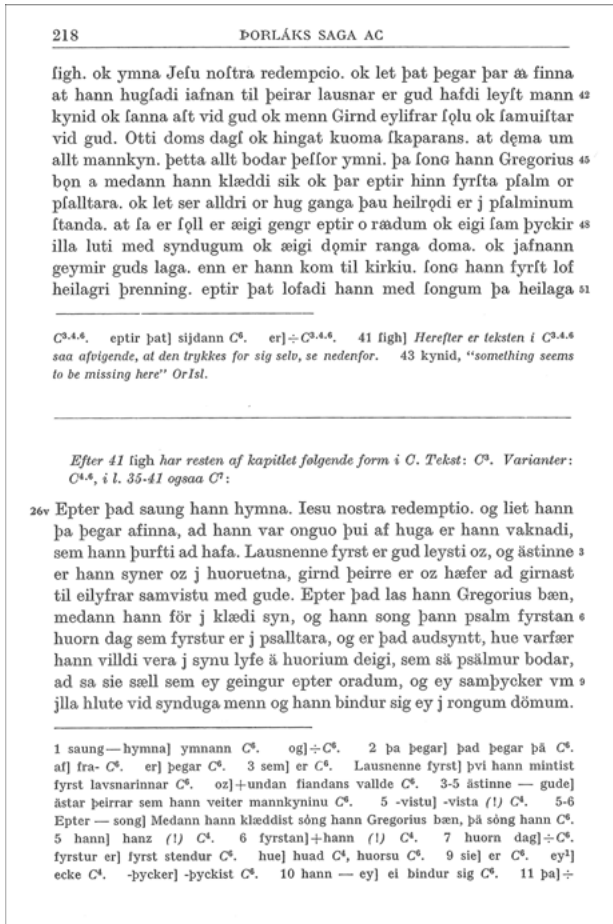 218 ÞORLÁKS SAGA AC
ſigh. ok ymna Jeſu noſtra redempcio. ok let þat þegar þar ꜳ finna
at hann hugſadi iafnan til þeirar lausnar er gud hafdi leyſt mann 42
kynid ok ſanna aſt vid gud ok menn Girnd eylifrar ſǫlu ok ſamuiſtar
vid gud. Otti doms dagſ ok hingat kuoma ſkaparans. at dęma um
allt mannkyn. þetta allt bodar þeſſor ymni. þa ſonɢ hann Gregorius 45
bǫn a medann hann klæddi sik ok þar eptir hinn fyrſta pſalm or
pſalltara. ok let ser alldri or hug ganga þau heilrǫdi er j pſalminum
ſtanda. at ſa er ſǫll er æigi gengr eptir o rꜳdum ok eigi ſam þyckir 48
illa luti med syndugum ok æigi dǫmir ranga doma. ok jafnann
geymir guds laga. enn er hann kom til kirkiu. ſonɢ hann fyrſt lof
heilagri þrenning. eptir þat lofadi hann med ſongum þa heilaga 51
C³·⁴·⁶. eptir þat] sijdann C⁶. er]÷C³·⁴·⁶. 41 ſigh] Herefter er teksten i C³·⁴·⁶
saa afvigende, at den trykkes for sig selv, se nedenfor. 43 kynid, “something seems
to be missing here” OrIsl.
Efter 41 ſigh har resten af kapitlet følgende form i C. Tekst: C³. Varianter:
C⁴·⁶, i l. 35-41 ogsaa C⁷:
26v Epter þad saung hann hymna. Iesu nostra redemptio. og liet hann
þa þegar afinna, ad hann var onguo þui af huga er hann vaknadi,
sem hann þurfti ad hafa. Lausnenne fyrst er gud leysti oz, og ästinne 3
er hann syner oz j huoruetna, girnd þeirre er oz hæfer ad girnast
til eilyfrar samvistu med gude. Epter þad las hann Gregorius bæn,
medann hann för j klædi syn, og hann song þann psalm fyrstan 6
huorn dag sem fyrstur er j psalltara, og er þad audsyntt, hue varfær
hann villdi vera j synu lyfe ä huorium deigi, sem sä psälmur bodar,
ad sa sie sæll sem ey geingur epter oradum, og ey samþycker vm 9
jlla hlute vid synduga menn og hann bindur sig ey j rongum dömum.
1 saung—hymna] ymnann C⁶. og]÷C⁶. 2 þa þegar] þad þegar þä C⁶.
af] fra- C⁶. er] þegar C⁶. 3 sem] er C⁶. Lausnenne fyrst] þvi hann mintist
fyrst lavsnarinnar C⁶. oz]+undan fiandans vallde C⁶. 3-5 ästinne — gude]
ästar þeirrar sem hann veiter mannkyninu C⁶. 5 -vistu] -vista (!) C⁴. 5-6
Epter — song] Medann hann klæddist sỏng hann Gregorius bæn, þä sỏng hann C⁶.
5 hann] hanz (!) C⁴. 6 fyrstan]+hann (!) C⁴. 7 huorn dag]÷C⁶.
fyrstur er] fyrst stendur C⁶. hue] huad C⁴, huorsu C⁶. 9 sie] er C⁶. ey¹]
ecke C⁴. -þycker] -þyckist C⁶. 10 hann — ey] ei bindur sig C⁶. 11 þa]÷